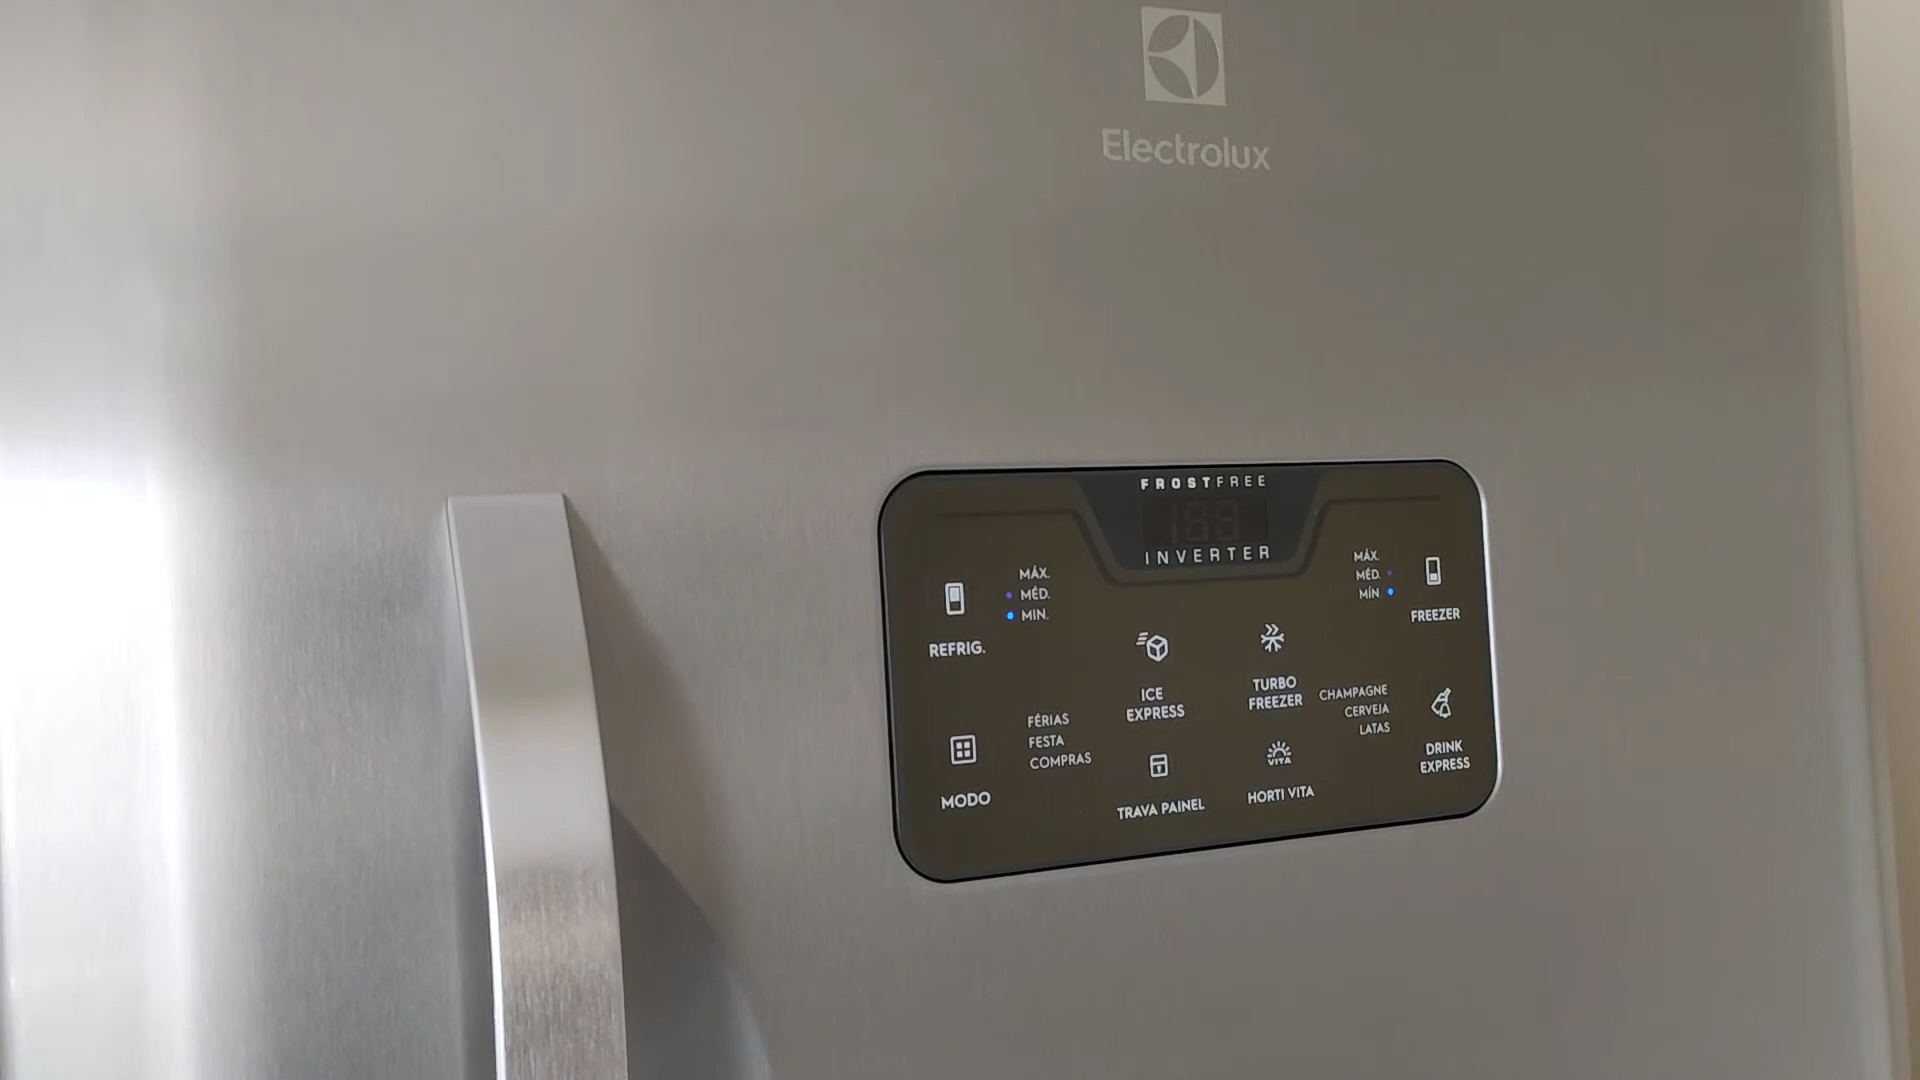 Electrolux
FROSTFREE
INVERTER
MÁX.
MÉD.
MIN.
REFRIG.
MÁX.
MÉD.
MÍN.
FREEZER
ICE
EXPRESS
TURBO
FREEZER
FÉRIAS
FESTA
COMPRAS
MODO
CHAMPAGNE
CERVEJA
LATAS
DRINK
EXPRESS
TRAVA PAINEL
VITA
HORTI VITA